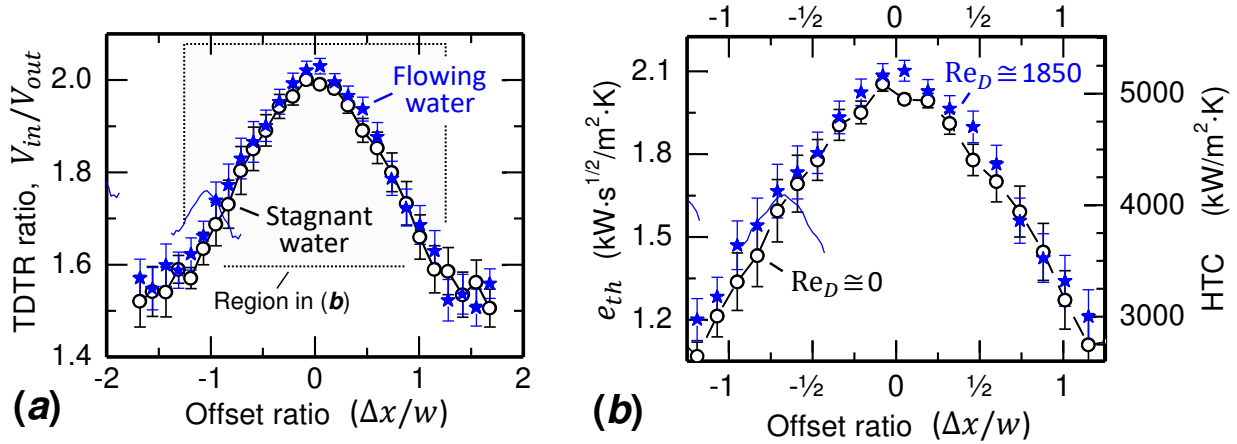 TDTR ratio, V_in/V_out
2.0
1.8
1.6
1.4
-2
-1
0
1
2
Flowing
water
Stagnant
water
Region in (b)
(a)
Offset ratio (Δx/w)
-1
-½
0
½
1
e_th (kW·s^1/2/m²·K)
2.1
1.8
1.5
1.2
Re_D≅1850
Re_D≅0
5000
4000
3000
HTC (kW/m²·K)
-1
-½
0
½
1
(b)
Offset ratio (Δx/w)